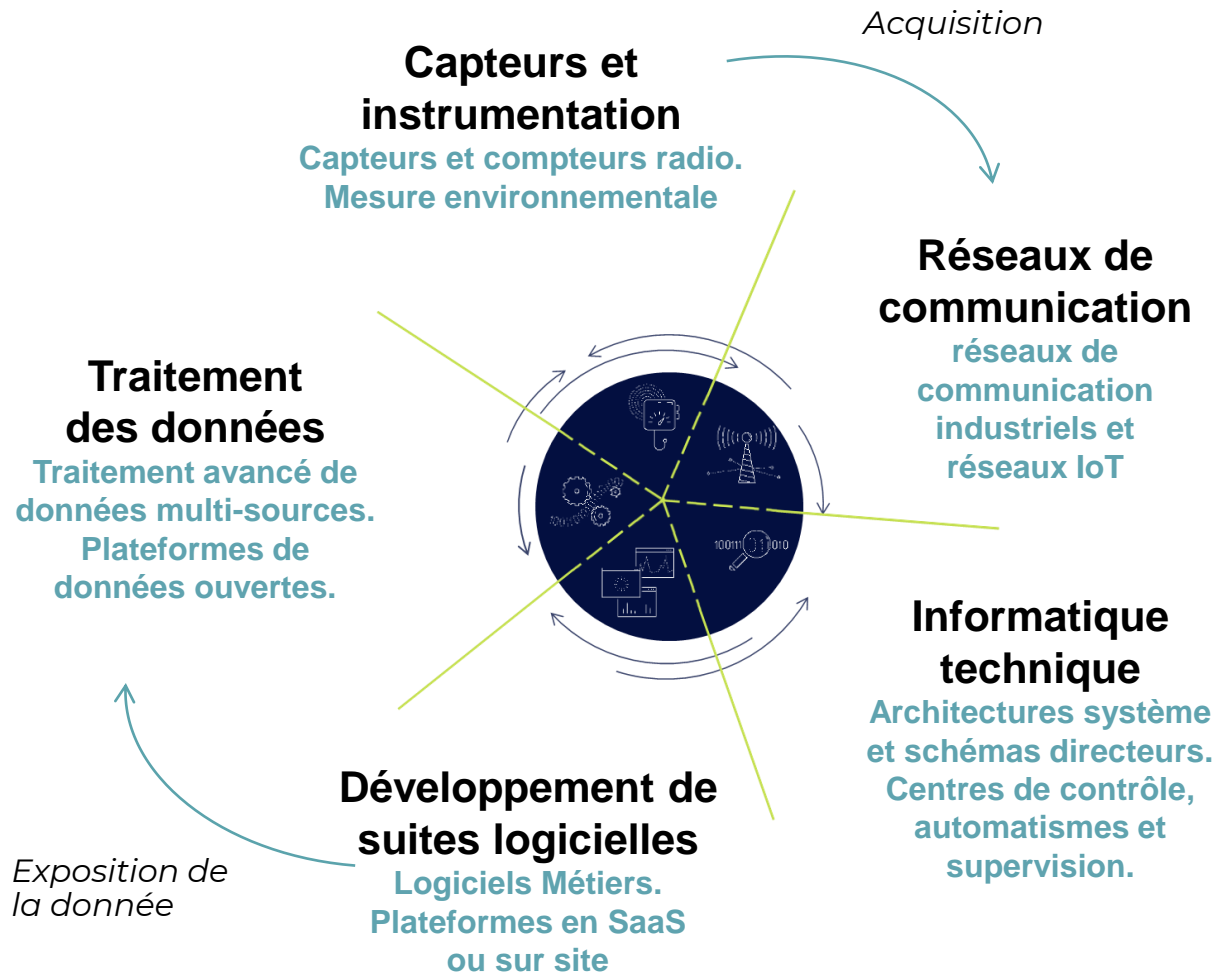 Acquisition
Capteurs et
instrumentation
Capteurs et compteurs radio.
Mesure environnementale
Réseaux de
communication
réseaux de
communication
industriels et
réseaux IoT
Traitement
des données
Traitement avancé de
données multi-sources.
Plateformes de
données ouvertes.
100111 01 010
Informatique
technique
Architectures système
et schémas directeurs.
Centres de contrôle,
automatismes et
supervision.
Développement de
suites logicielles
Logiciels Métiers.
Plateformes en SaaS
ou sur site
Exposition de
la donnée